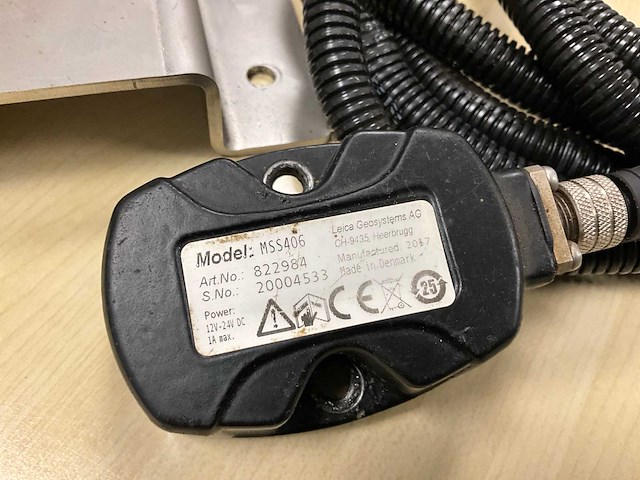 Model: MSS406
Art.No.: 822984
S.No.: 20004533
Power:
12V-24V DC
1A max.
Leica Geosystems AG
CH-9435, Heerbrugg
Manufactured 2017
Made in Denmark
CE
25